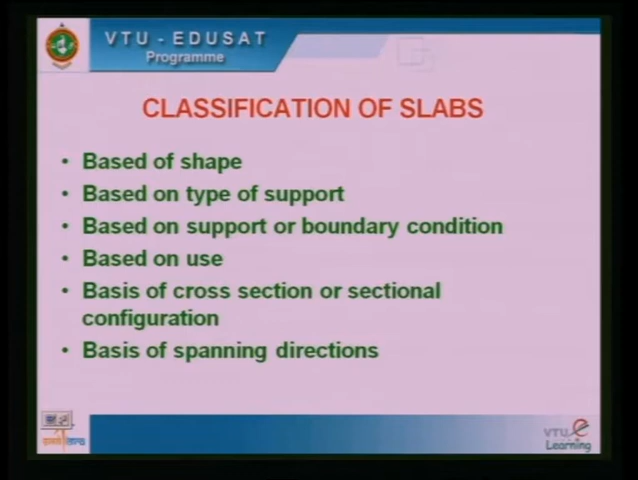 VTU - EDUSAT
Programme
CLASSIFICATION OF SLABS
• Based of shape
• Based on type of support
• Based on support or boundary condition
• Based on use
• Basis of cross section or sectional
configuration
• Basis of spanning directions
VTU e
Learning